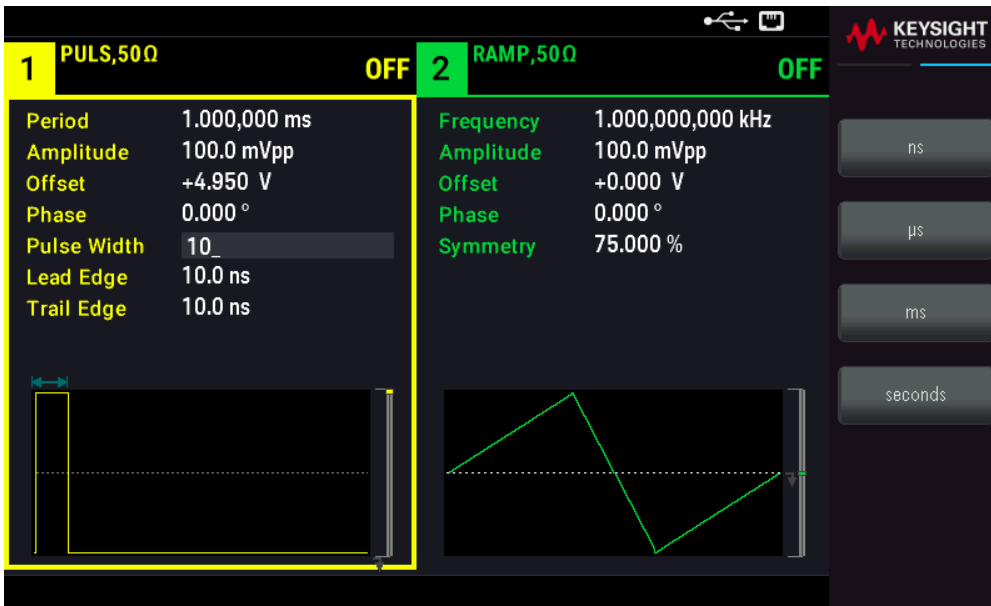 KEYSIGHT
TECHNOLOGIES
1 PULS,50Ω OFF
2 RAMP,50Ω OFF
Period 1.000,000 ms
Amplitude 100.0 mVpp
Offset +4.950 V
Phase 0.000 °
Pulse Width 10_
Lead Edge 10.0 ns
Trail Edge 10.0 ns
Frequency 1.000,000,000 kHz
Amplitude 100.0 mVpp
Offset +0.000 V
Phase 0.000 °
Symmetry 75.000 %
ns
µs
ms
seconds